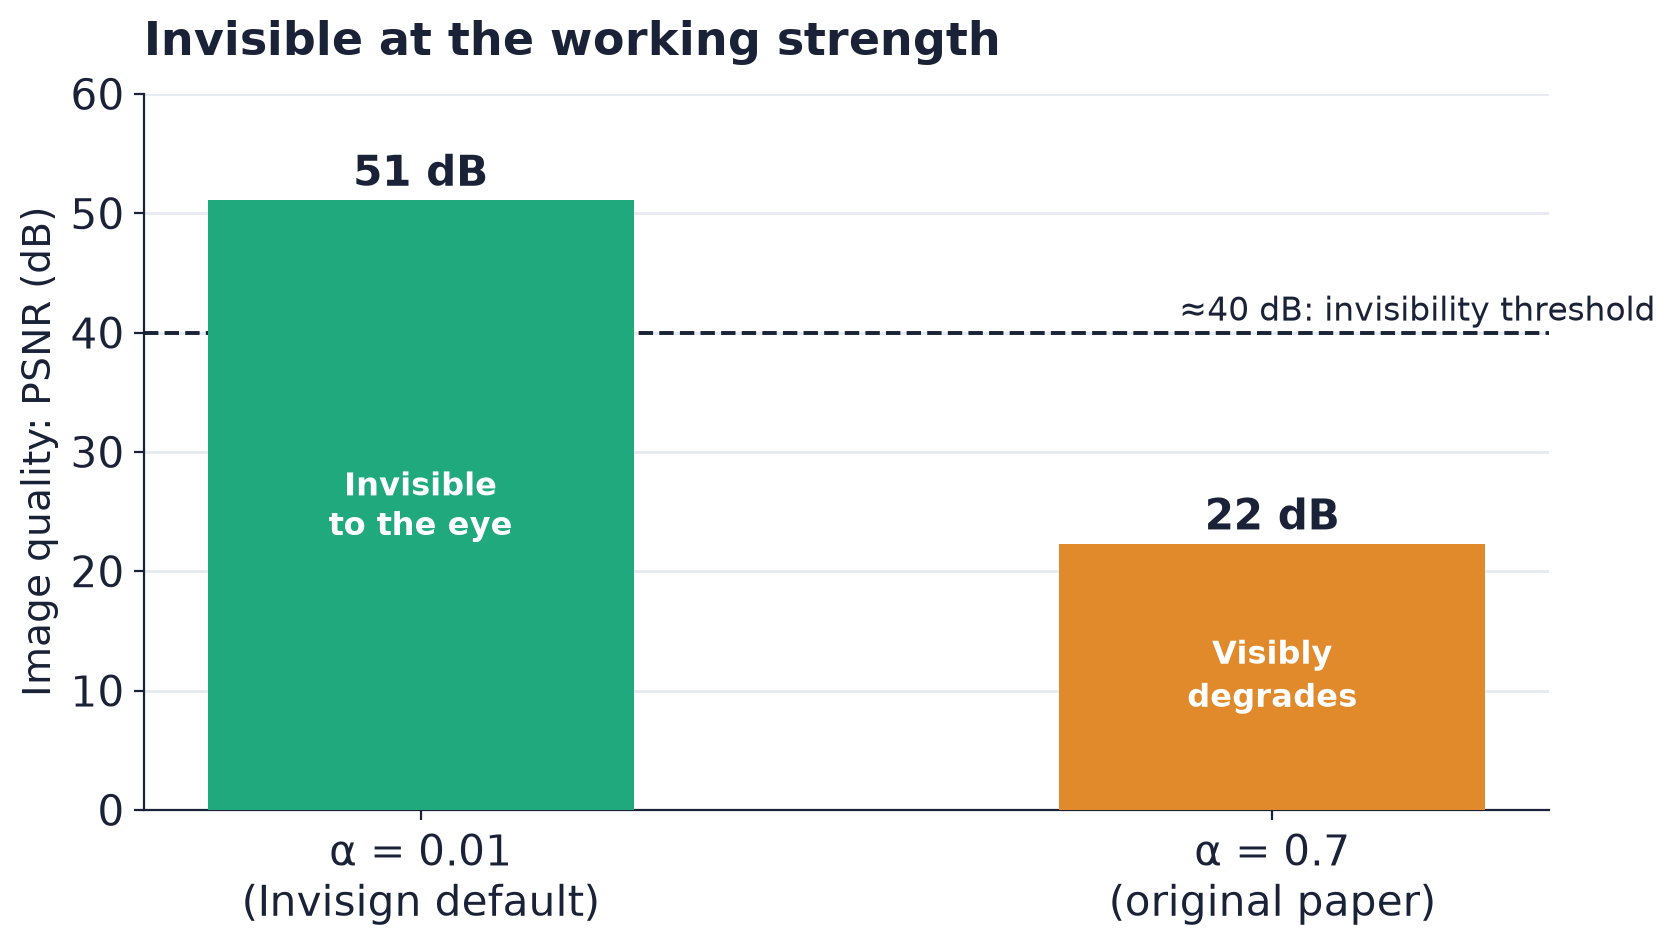 Invisible at the working strength
Image quality: PSNR (dB)
60
50
40
30
20
10
0
51 dB
≈40 dB: invisibility threshold
Invisible
to the eye
22 dB
Visibly
degrades
α = 0.01
(Invisign default)
α = 0.7
(original paper)